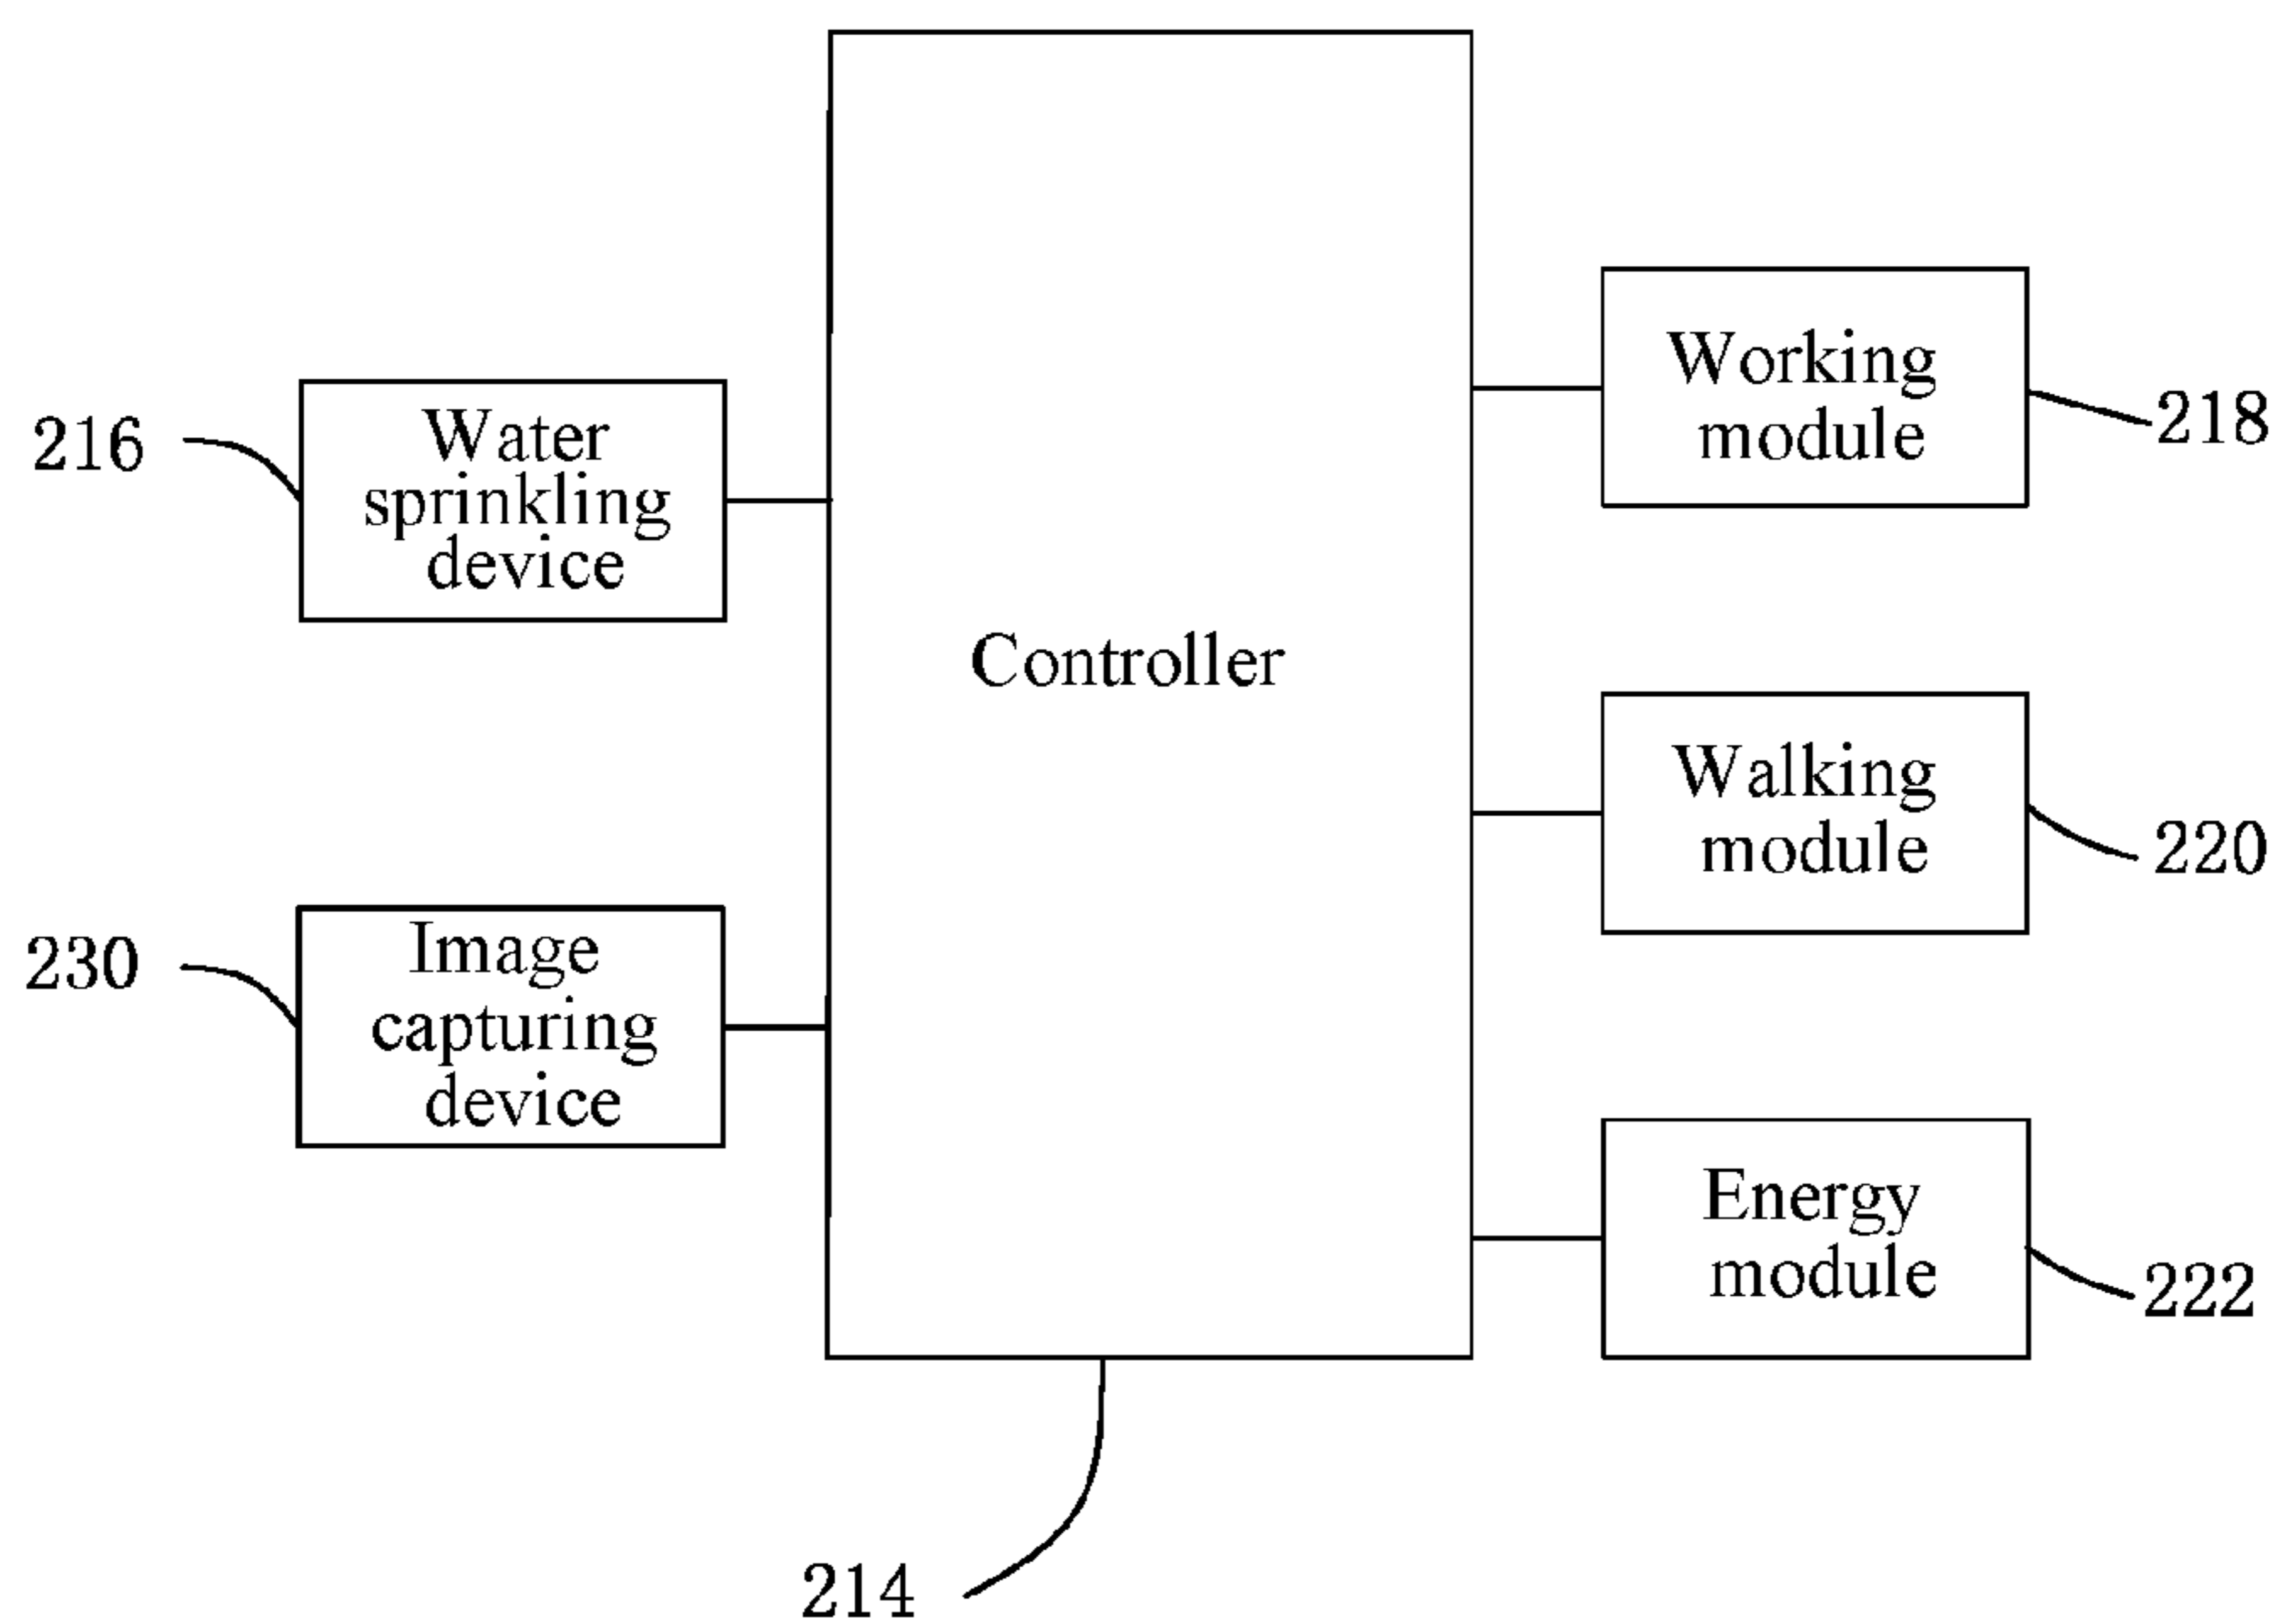 216
Water
sprinkling
device
230
Image
capturing
device
Controller
214
Working
module
218
Walking
module
220
Energy
module
222